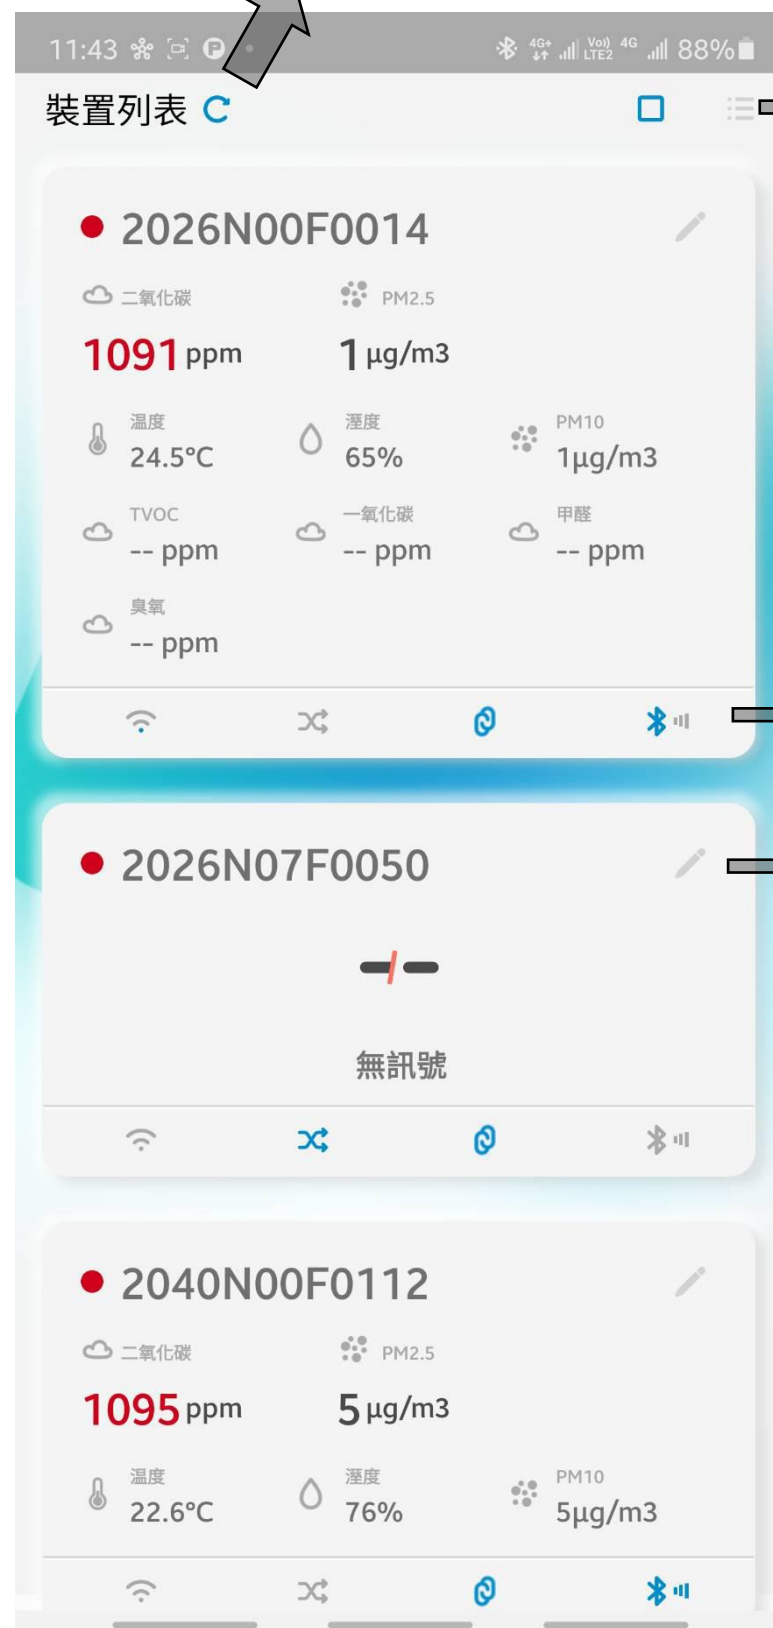 11:43 4G+ Vo)) LTE2 4G 88%
裝置列表
2026N00F0014
二氧化碳 PM2.5
1091 ppm 1 µg/m3
溫度 溼度 PM10
24.5°C 65% 1µg/m3
TVOC 一氧化碳 甲醛
-- ppm -- ppm -- ppm
臭氧
-- ppm
2026N07F0050
無訊號
2040N00F0112
二氧化碳 PM2.5
1095 ppm 5 µg/m3
溫度 溼度 PM10
22.6°C 76% 5µg/m3